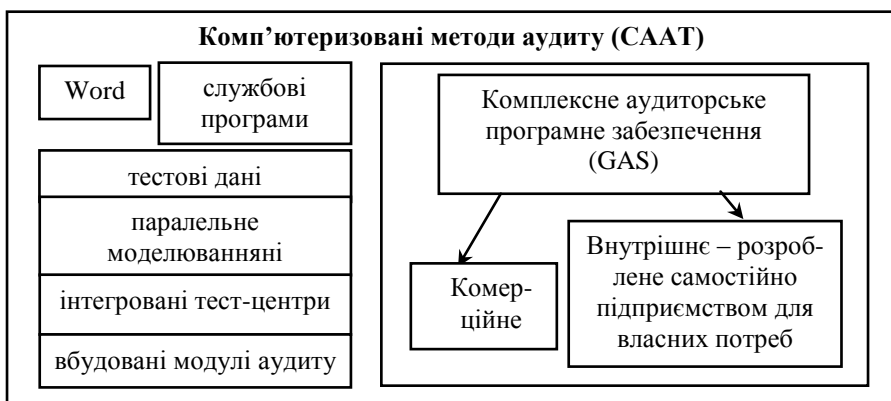 Комп’ютеризовані методи аудиту (СААТ)
Word
службові
програми
тестові дані
паралельне
моделюванняні
інтегровані тест-центри
вбудовані модулі аудиту
Комплексне аудиторське
програмне забезпечення
(GAS)
Комер-
ційне
Внутрішнє – розроб-
лене самостійно
підприємством для
власних потреб